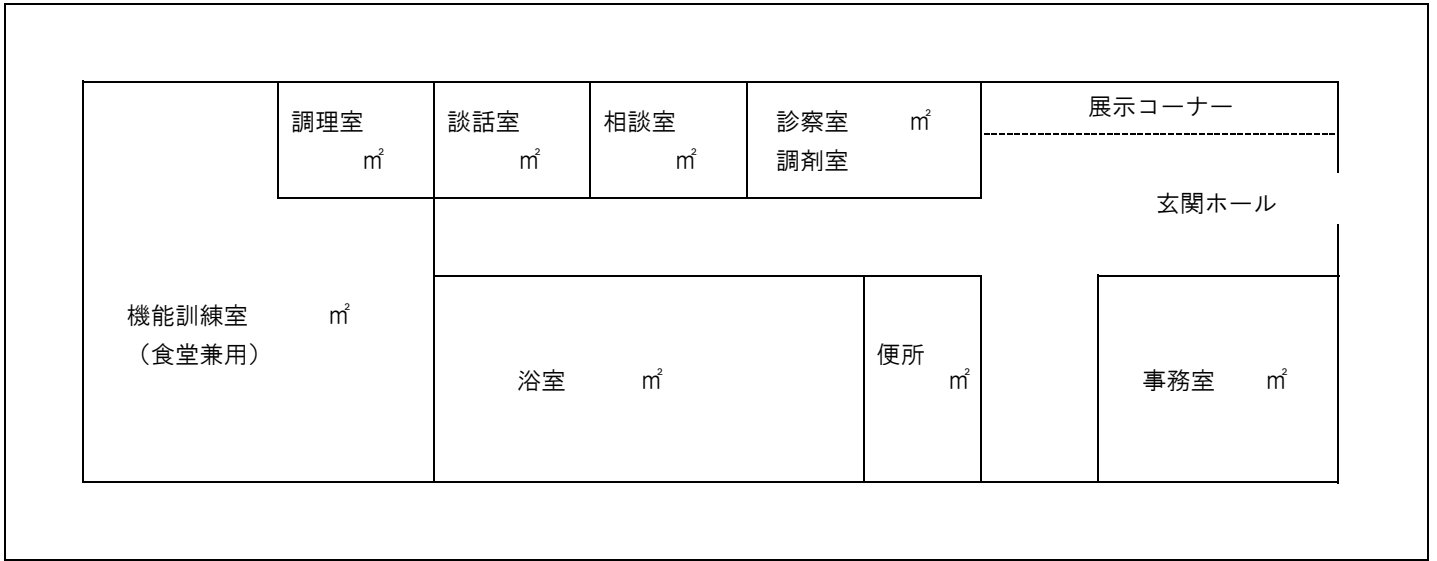 展示コーナー
調理室
㎡
談話室
㎡
相談室
㎡
診察室 ㎡
調剤室
玄関ホール
機能訓練室 ㎡
（食堂兼用）
浴室 ㎡
便所
㎡
事務室 ㎡